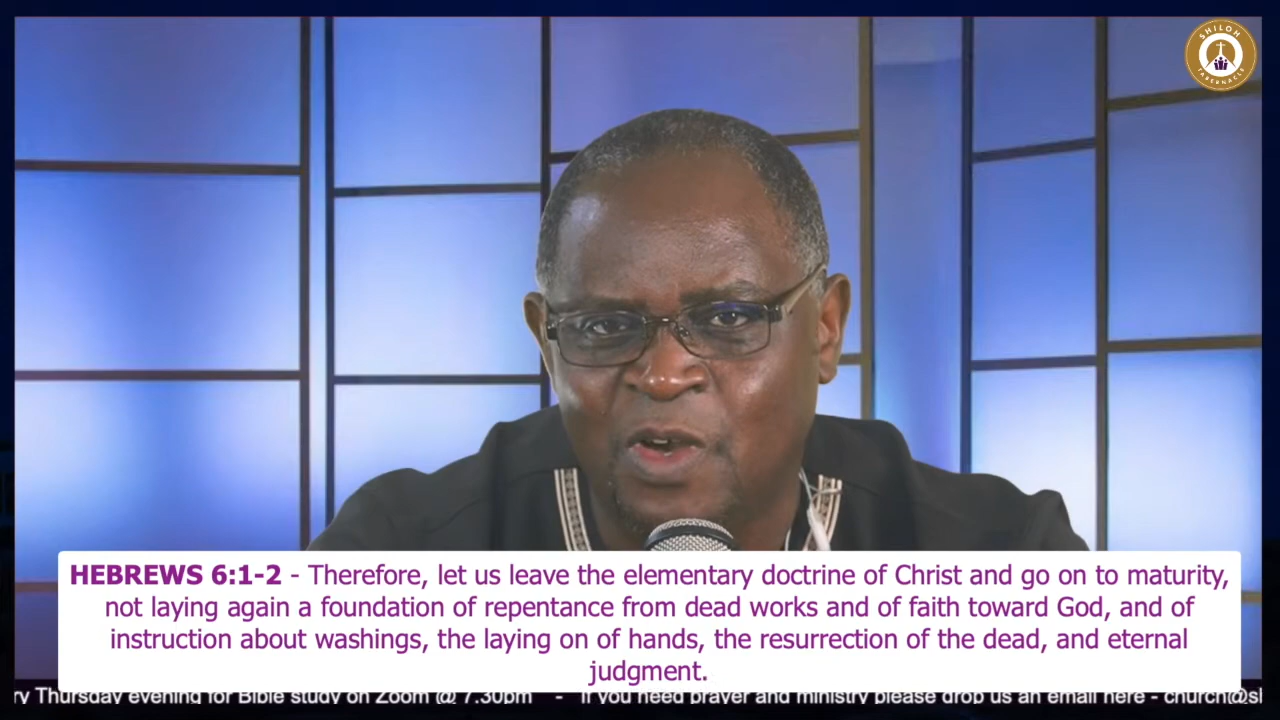 SHILOH
TABERNACLE
HEBREWS 6:1-2 - Therefore, let us leave the elementary doctrine of Christ and go on to maturity,
not laying again a foundation of repentance from dead works and of faith toward God, and of
instruction about washings, the laying on of hands, the resurrection of the dead, and eternal
judgment.
Thursday evening for Bible study on Zoom @ 7.30pm - If you need prayer and ministry please drop us an email here -